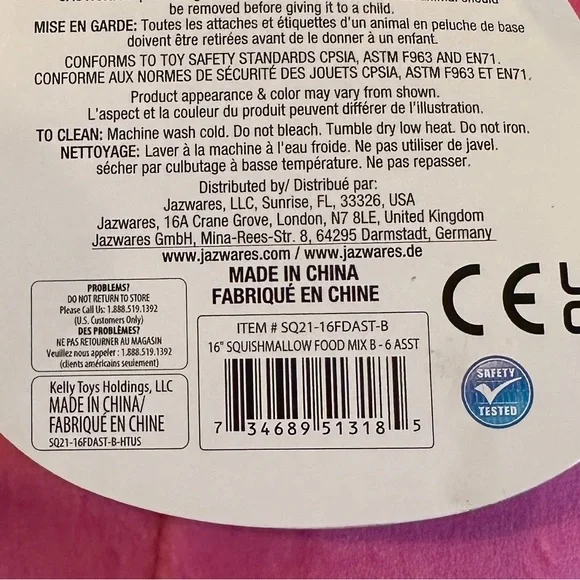 be removed before giving it to a child.
MISE EN GARDE: Toutes les attaches et étiquettes d'un animal en peluche de base
doivent être retirées avant de le donner à un enfant.
CONFORMS TO TOY SAFETY STANDARDS CPSIA, ASTM F963 AND EN71.
CONFORME AUX NORMES DE SÉCURITÉ DES JOUETS CPSIA, ASTM F963 ET EN71.
Product appearance & color may vary from shown.
L'aspect et la couleur du produit peuvent différer de l'illustration.
TO CLEAN: Machine wash cold. Do not bleach. Tumble dry low heat. Do not iron.
NETTOYAGE: Laver à la machine à l'eau froide. Ne pas utiliser de javel.
sécher par culbutage à basse température. Ne pas repasser.
Distributed by/ Distribué par:
Jazwares, LLC, Sunrise, FL, 33326, USA
Jazwares, 16A Crane Grove, London, N7 8LE, United Kingdom
Jazwares GmbH, Mina-Rees-Str. 8, 64295 Darmstadt, Germany
www.jazwares.com / www.jazwares.de
MADE IN CHINA
FABRIQUÉ EN CHINE
CE
PROBLEMS?
DO NOT RETURN TO STORE
Please Call Us: 1.888.519.1392
(U.S. Customers Only)
DES PROBLÈMES?
NE PAS RETOURNER AU MAGASIN
Veuillez nous appeler : 1.888.519.1392
(clients américains seulement)
Kelly Toys Holdings, LLC
MADE IN CHINA/
FABRIQUÉ EN CHINE
SQ21-16FDAST-B-HTUS
ITEM # SQ21-16FDAST-B
16" SQUISHMALLOW FOOD MIX B - 6 ASST
7 34689 51318 5
SAFETY
TESTED